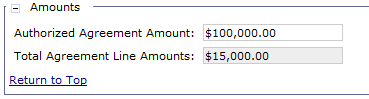 Amounts
Authorized Agreement Amount: $100,000.00
Total Agreement Line Amounts: $15,000.00
Return to Top